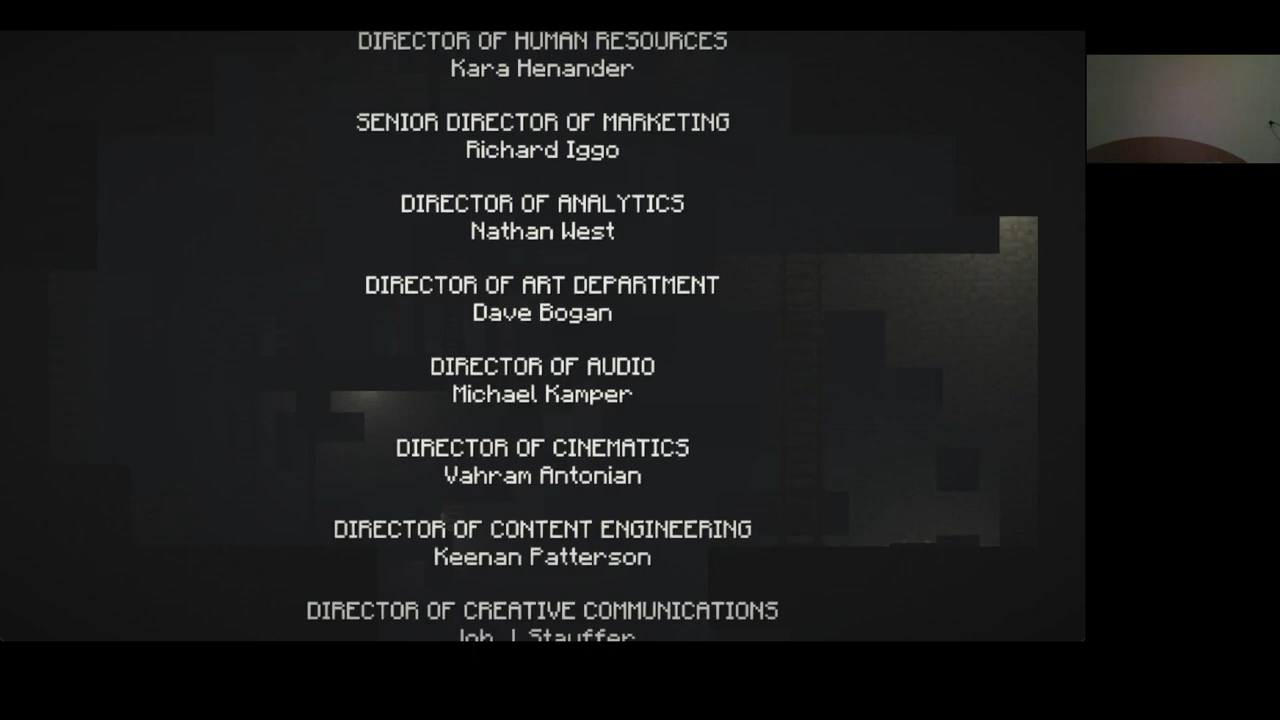 DIRECTOR OF HUMAN RESOURCES
Kara Henander
SENIOR DIRECTOR OF MARKETING
Richard Iggo
DIRECTOR OF ANALYTICS
Nathan West
DIRECTOR OF ART DEPARTMENT
Dave Bogan
DIRECTOR OF AUDIO
Michael Kamper
DIRECTOR OF CINEMATICS
Vahram Antonian
DIRECTOR OF CONTENT ENGINEERING
Keenan Patterson
DIRECTOR OF CREATIVE COMMUNICATIONS
Stauffer